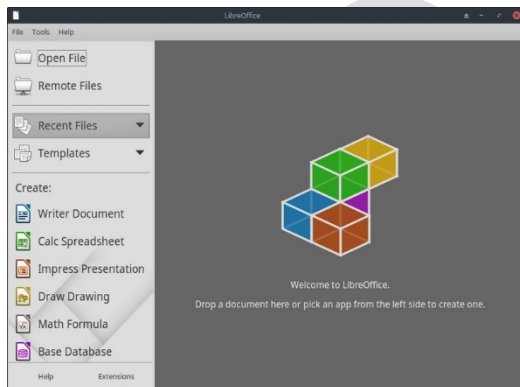 LibreOffice
File Tools Help
Open File
Remote Files
Recent Files
Templates
Create:
Writer Document
Calc Spreadsheet
Impress Presentation
Draw Drawing
Math Formula
Base Database
Help Extensions
Welcome to LibreOffice.
Drop a document here or pick an app from the left side to create one.